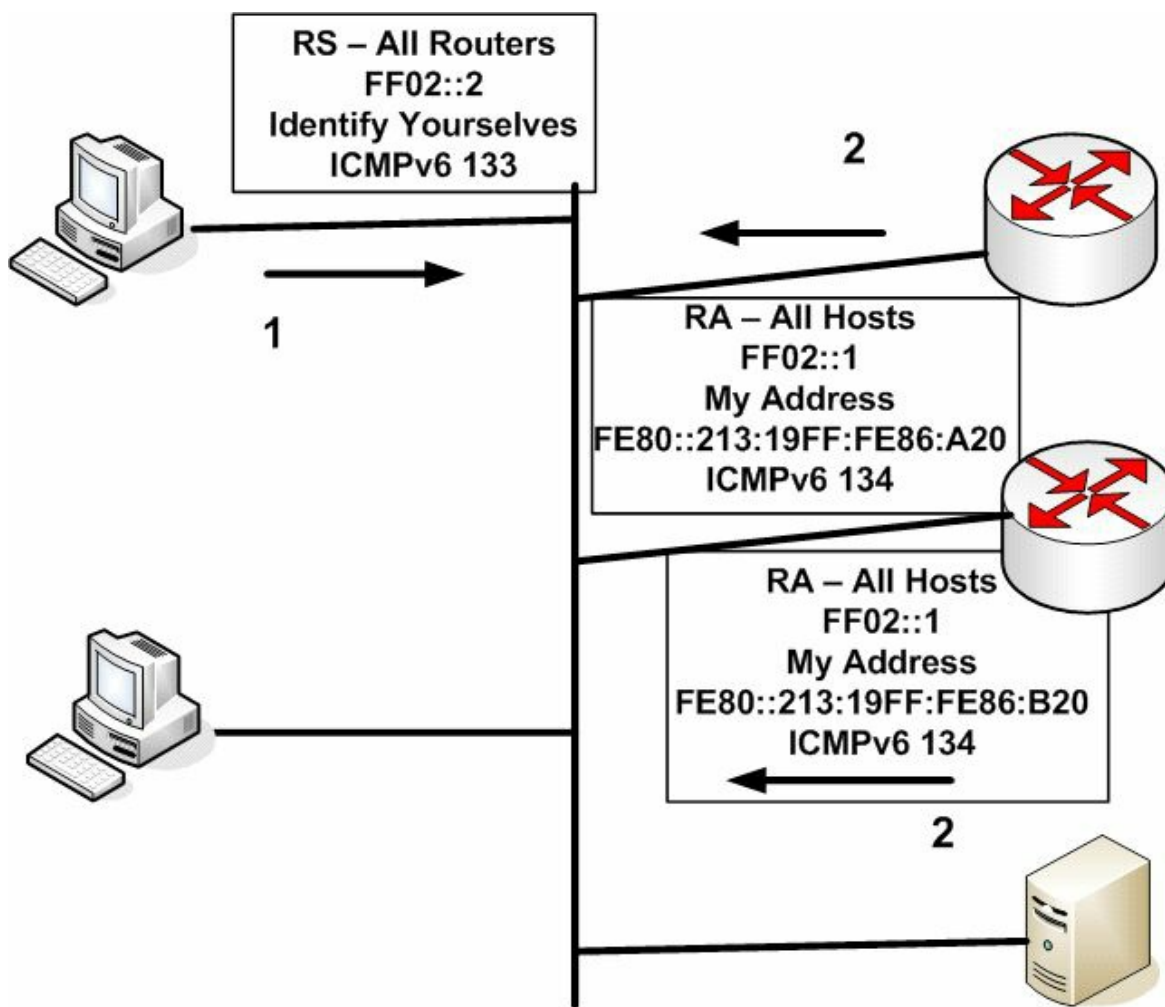 RS – All Routers
FF02::2
Identify Yourselves
ICMPv6 133
2
1
RA – All Hosts
FF02::1
My Address
FE80::213:19FF:FE86:A20
ICMPv6 134
RA – All Hosts
FF02::1
My Address
FE80::213:19FF:FE86:B20
ICMPv6 134
2